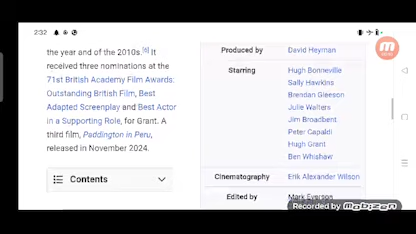 2:32
the year and of the 2010s.[6] It
received three nominations at the
71st British Academy Film Awards:
Outstanding British Film, Best
Adapted Screenplay and Best Actor
in a Supporting Role, for Grant. A
third film, Paddington in Peru,
released in November 2024.
Contents
Produced by David Heyman
Starring Hugh Bonneville
Sally Hawkins
Brendan Gleeson
Julie Walters
Jim Broadbent
Peter Capaldi
Hugh Grant
Ben Whishaw
Cinematography Erik Alexander Wilson
Edited by Mark Everson
Recorded by mobizen